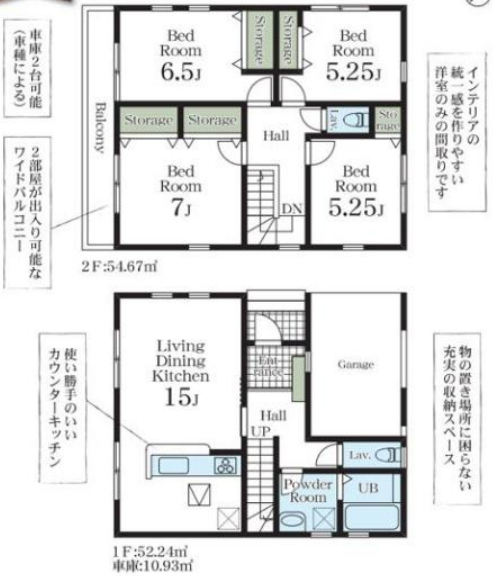 車庫2台可能
(車種による)
2部屋が出入り可能な
ワイドバルコニー
Balcony
Bed
Room
6.5J
Storage
Storage
Bed
Room
5.25J
Storage
Storage
Hall
Lav.
Sto
rage
Bed
Room
7J
DN
Bed
Room
5.25J
2F:54.67㎡
インテリアの
統一感を作りやすい
洋室のみの間取りです
使い勝手のいい
カウンターキッチン
Living
Dining
Kitchen
15J
Ent
rance
Garage
Hall
UP
Lav.
Powder
Room
UB
1F:52.24㎡
車庫:10.93㎡
物の置き場所に困らない
充実の収納スペース